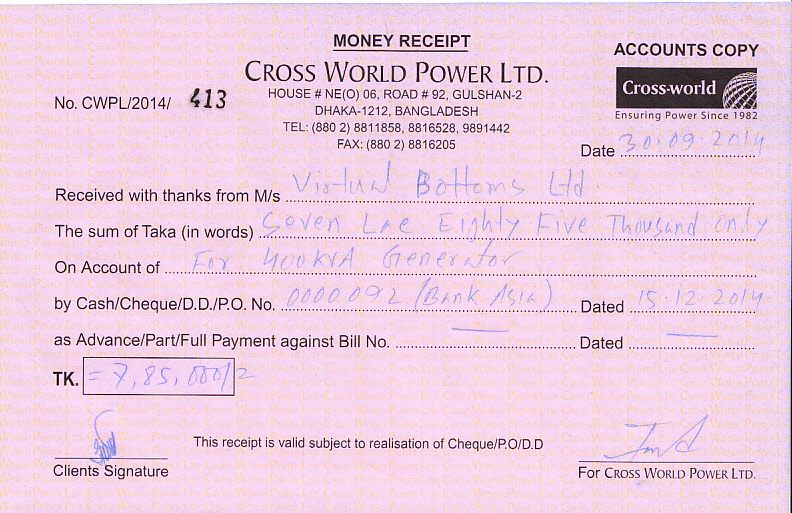 MONEY RECEIPT
ACCOUNTS COPY
CROSS WORLD POWER LTD.
Cross-world
Ensuring Power Since 1982
No. CWPL/2014/ 413
HOUSE # NE(O) 06, ROAD # 92, GULSHAN-2
DHAKA-1212, BANGLADESH
TEL: (880 2) 8811858, 8816528, 9891442
FAX: (880 2) 8816205
Date 30.09.2014
Received with thanks from M/s Virtual Bottoms Ltd.
The sum of Taka (in words) Seven Lac Eighty Five Thousand only
On Account of For 400KVA Generator
by Cash/Cheque/D.D./P.O. No. 0000092 (Bank Asia) Dated 15.12.2014
as Advance/Part/Full Payment against Bill No. — Dated —
TK. = 7,85,000/2
This receipt is valid subject to realisation of Cheque/P.O/D.D
Clients Signature
For CROSS WORLD POWER LTD.